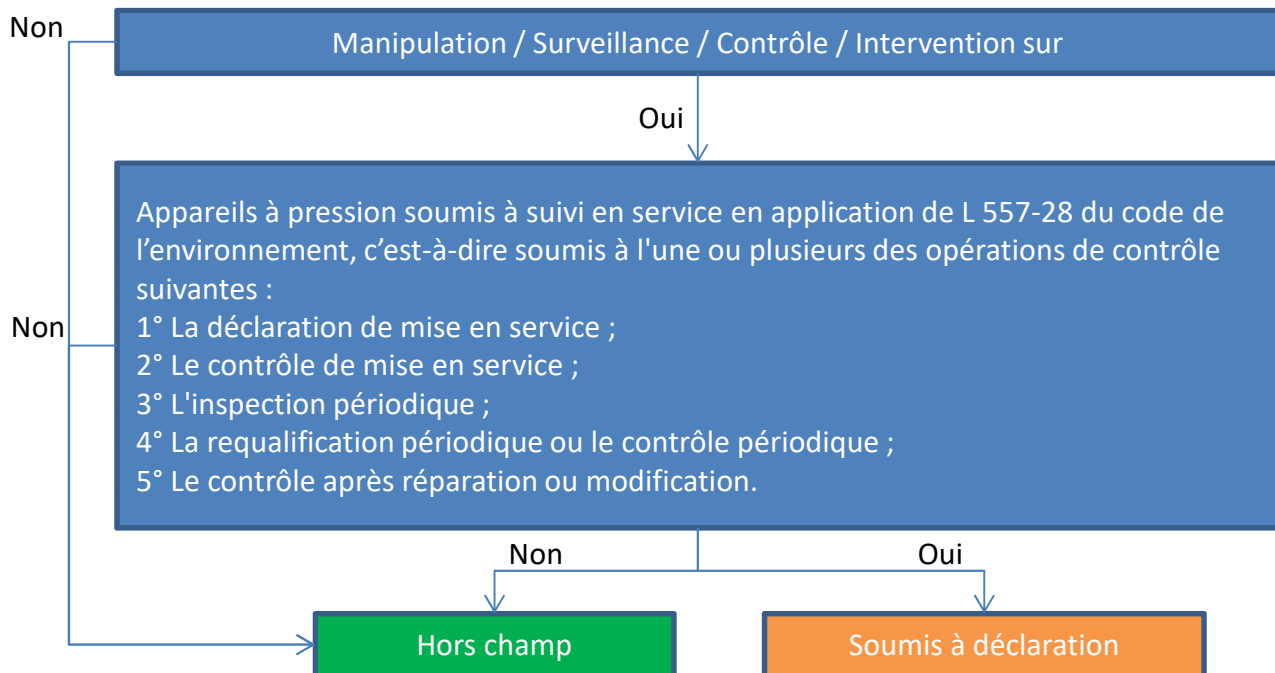 Non
Manipulation / Surveillance / Contrôle / Intervention sur
Oui
Appareils à pression soumis à suivi en service en application de L 557-28 du code de
l’environnement, c’est-à-dire soumis à l'une ou plusieurs des opérations de contrôle
suivantes :
Non
1° La déclaration de mise en service ;
2° Le contrôle de mise en service ;
3° L'inspection périodique ;
4° La requalification périodique ou le contrôle périodique ;
5° Le contrôle après réparation ou modification.
Non
Oui
Hors champ
Soumis à déclaration